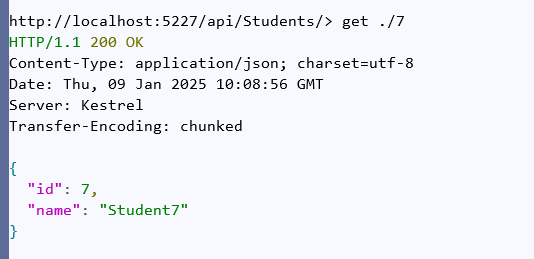 http://localhost:5227/api/Students/> get ./7
HTTP/1.1 200 OK
Content-Type: application/json; charset=utf-8
Date: Thu, 09 Jan 2025 10:08:56 GMT
Server: Kestrel
Transfer-Encoding: chunked

{
  "id": 7,
  "name": "Student7"
}